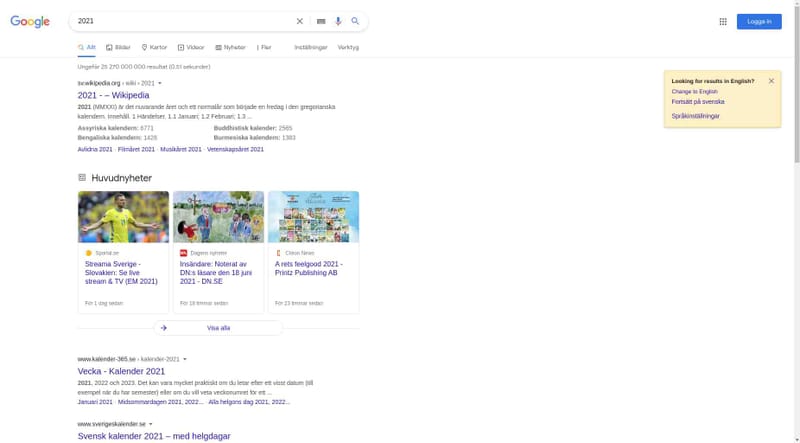 Google
2021
Logga in
Allt
Bilder
Kartor
Videor
Nyheter
Fler
Inställningar
Verktyg
Ungefär 25 270 000 000 resultat (0,51 sekunder)
Looking for results in English?
Change to English
Fortsätt på svenska
Språkinställningar
sv.wikipedia.org › wiki › 2021
2021 - – Wikipedia
2021 (MMXXI) är det nuvarande året och ett normalår som började en fredag i den gregorianska
kalendern. Innehåll. 1 Händelser. 1.1 Januari; 1.2 Februari; 1.3 ...
Assyriska kalendern: 6771
Buddhistisk kalender: 2565
Bengaliska kalendern: 1428
Burmesiska kalendern: 1383
Avlidna 2021 · Filmåret 2021 · Musikåret 2021 · Vetenskapsåret 2021
Huvudnyheter
Sportal.se
Streama Sverige -
Slovakien: Se live
stream & TV (EM 2021)
För 1 dag sedan
Dagens nyheter
Insändare: Noterat av
DN:s läsare den 18 juni
2021 - DN.SE
För 18 timmar sedan
Cision News
Årets feelgood 2021 -
Printz Publishing AB
För 23 timmar sedan
Visa alla
www.kalender-365.se › kalender-2021
Vecka - Kalender 2021
2021, 2022 och 2023. Det kan vara mycket praktiskt om du letar efter ett visst datum (till
exempel när du har semester) eller om du vill veta veckonumret för ett ...
Januari 2021 · Midsommardagen 2021, 2022... · Alla helgons dag 2021, 2022...
www.sverigeskalender.se
Svensk kalender 2021 – med helgdagar